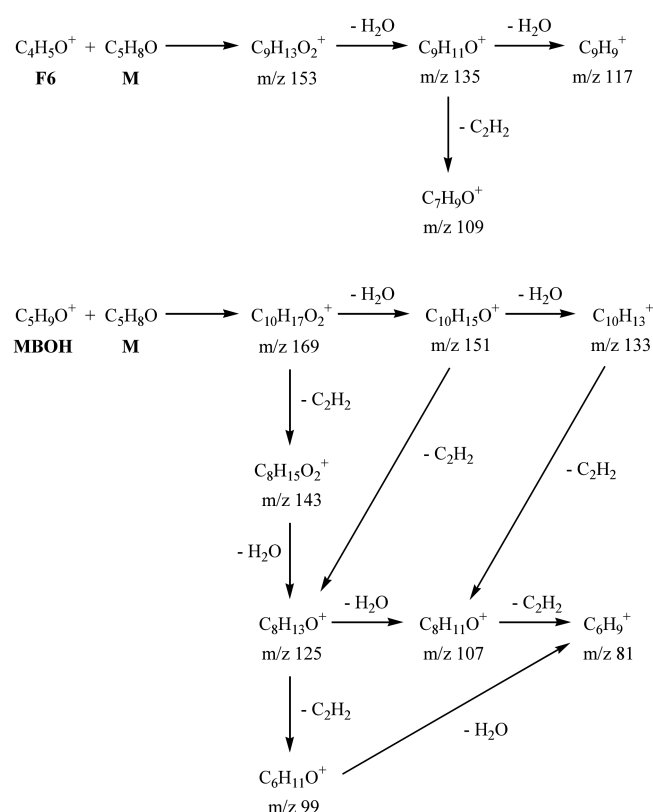 - H₂O - H₂O
C₄H₅O⁺ + C₅H₈O C₉H₁₃O₂⁺ C₉H₁₁O⁺ C₉H₉⁺
F6 M m/z 153 m/z 135 m/z 117
- C₂H₂
C₇H₉O⁺
m/z 109
- H₂O - H₂O
C₅H₉O⁺ + C₅H₈O C₁₀H₁₇O₂⁺ C₁₀H₁₅O⁺ C₁₀H₁₃⁺
MBOH M m/z 169 m/z 151 m/z 133
- C₂H₂
- C₂H₂ - C₂H₂
C₈H₁₅O₂⁺
m/z 143
- H₂O
- H₂O - C₂H₂
C₈H₁₃O⁺ C₈H₁₁O⁺ C₆H₉⁺
m/z 125 m/z 107 m/z 81
- C₂H₂
- H₂O
C₆H₁₁O⁺
m/z 99